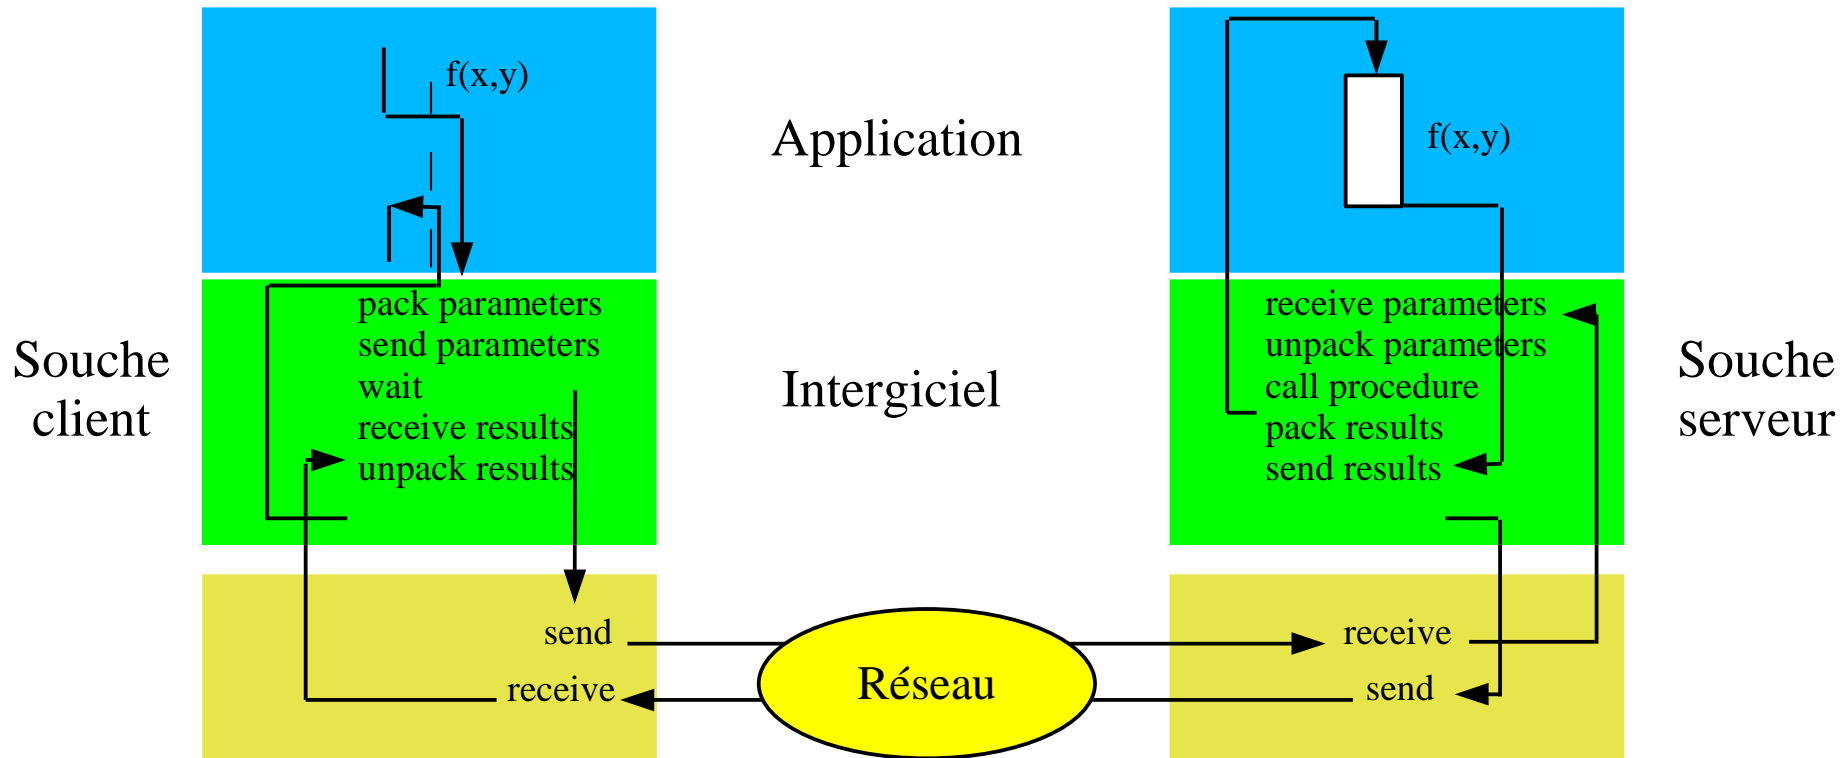 f(x,y)
Application
f(x,y)
Souche
client
pack parameters
send parameters
wait
receive results
unpack results
Intergiciel
receive parameters
unpack parameters
call procedure
pack results
send results
Souche
serveur
send
receive
Réseau
receive
send